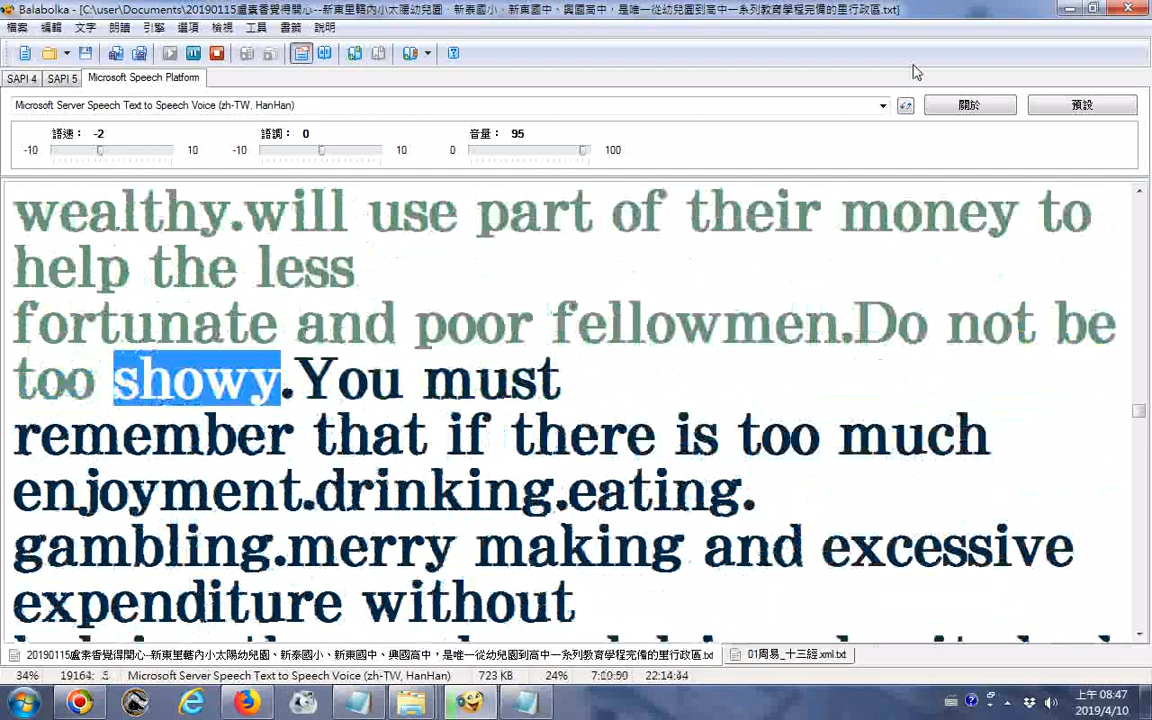 Balabolka - [C:\user\Documents\20190115盧素香覺得開心--新東里轄內小太陽幼兒園、新泰國小、新東國中、興國高中，是唯一從幼兒園到高中一系列教育學程完備的里行政區.txt]
檔案 編輯 文字 朗讀 引擎 選項 檢視 工具 書籤 說明
SAPI 4 SAPI 5 Microsoft Speech Platform
Microsoft Server Speech Text to Speech Voice (zh-TW, HanHan) 關於 預設
語速： -2 語調： 0 音量： 95
-10 10 -10 10 0 100
wealthy.will use part of their money to
help the less
fortunate and poor fellowmen.Do not be
too showy.You must
remember that if there is too much
enjoyment.drinking.eating.
gambling.merry making and excessive
expenditure without
20190115盧素香覺得開心--新東里轄內小太陽幼兒園、新泰國小、新東國中、興國高中，是唯一從幼兒園到高中一系列教育學程完備的里行政區.txt 01周易_十三經.xml.txt
34% 19164: Microsoft Server Speech Text to Speech Voice (zh-TW, HanHan) 723 KB 24% 7:10:50 22:14:44
上午 08:47
2019/4/10